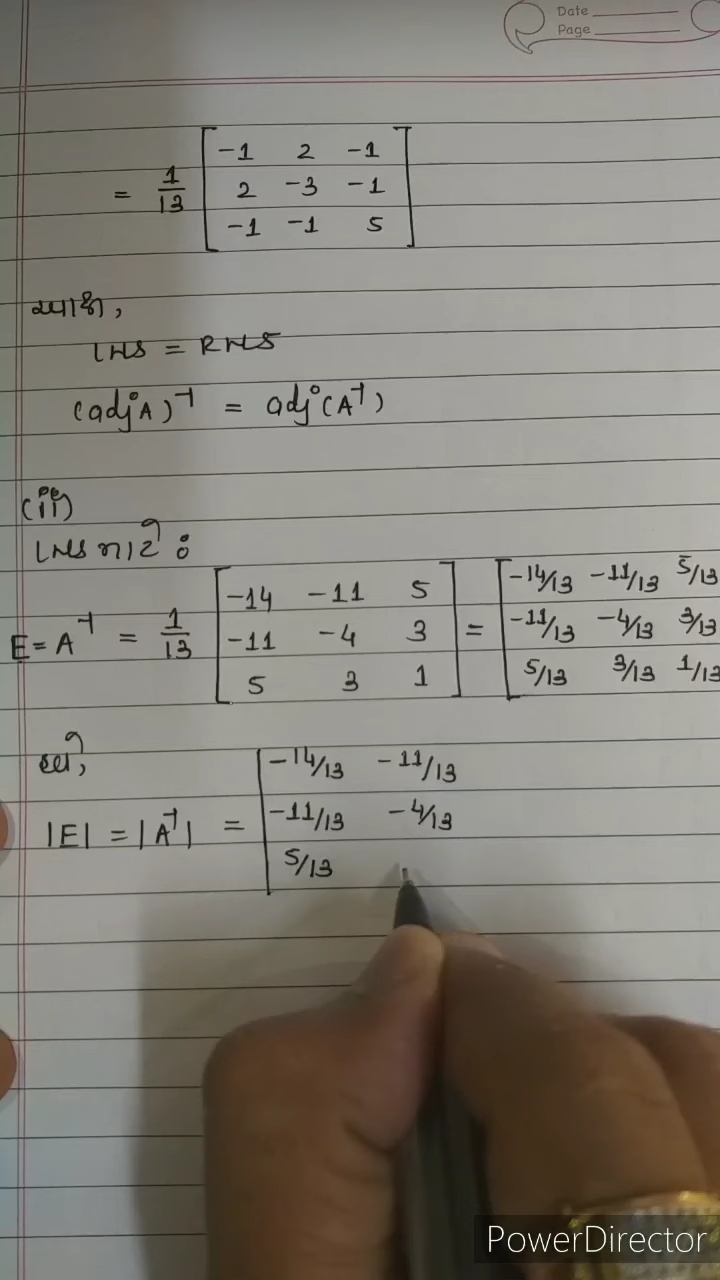 Date
Page
= 1/13 [ -1 2 -1
2 -3 -1
-1 -1 5 ]
આથી,
LHS = RHS
(adj A)⁻¹ = adj (A⁻¹)
(ii)
LHS માટે :
E = A⁻¹ = 1/13 [ -14 -11 5
-11 -4 3
5 3 1 ] = [ -14/13 -11/13 5/13
-11/13 -4/13 3/13
5/13 3/13 1/13
હવે,
|E| = |A⁻¹| = | -14/13 -11/13
-11/13 -4/13
5/13
PowerDirector